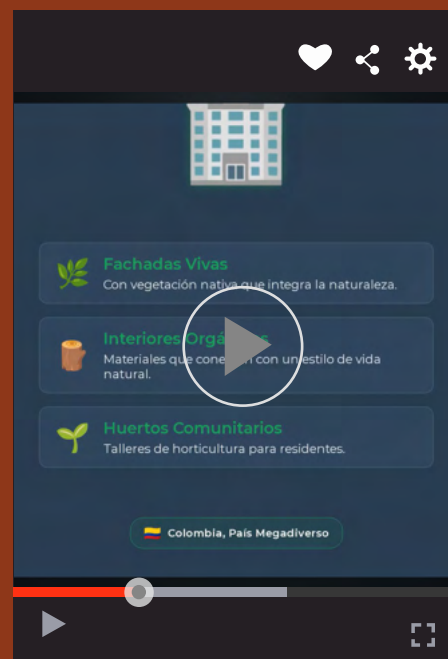 Fachadas Vivas
Con vegetación nativa que integra la naturaleza.
Interiores
Materiales que con un estilo de vida
natural.
Huertos Comunitarios
Talleres de horticultura para residentes.
Colombia, País Megadiverso